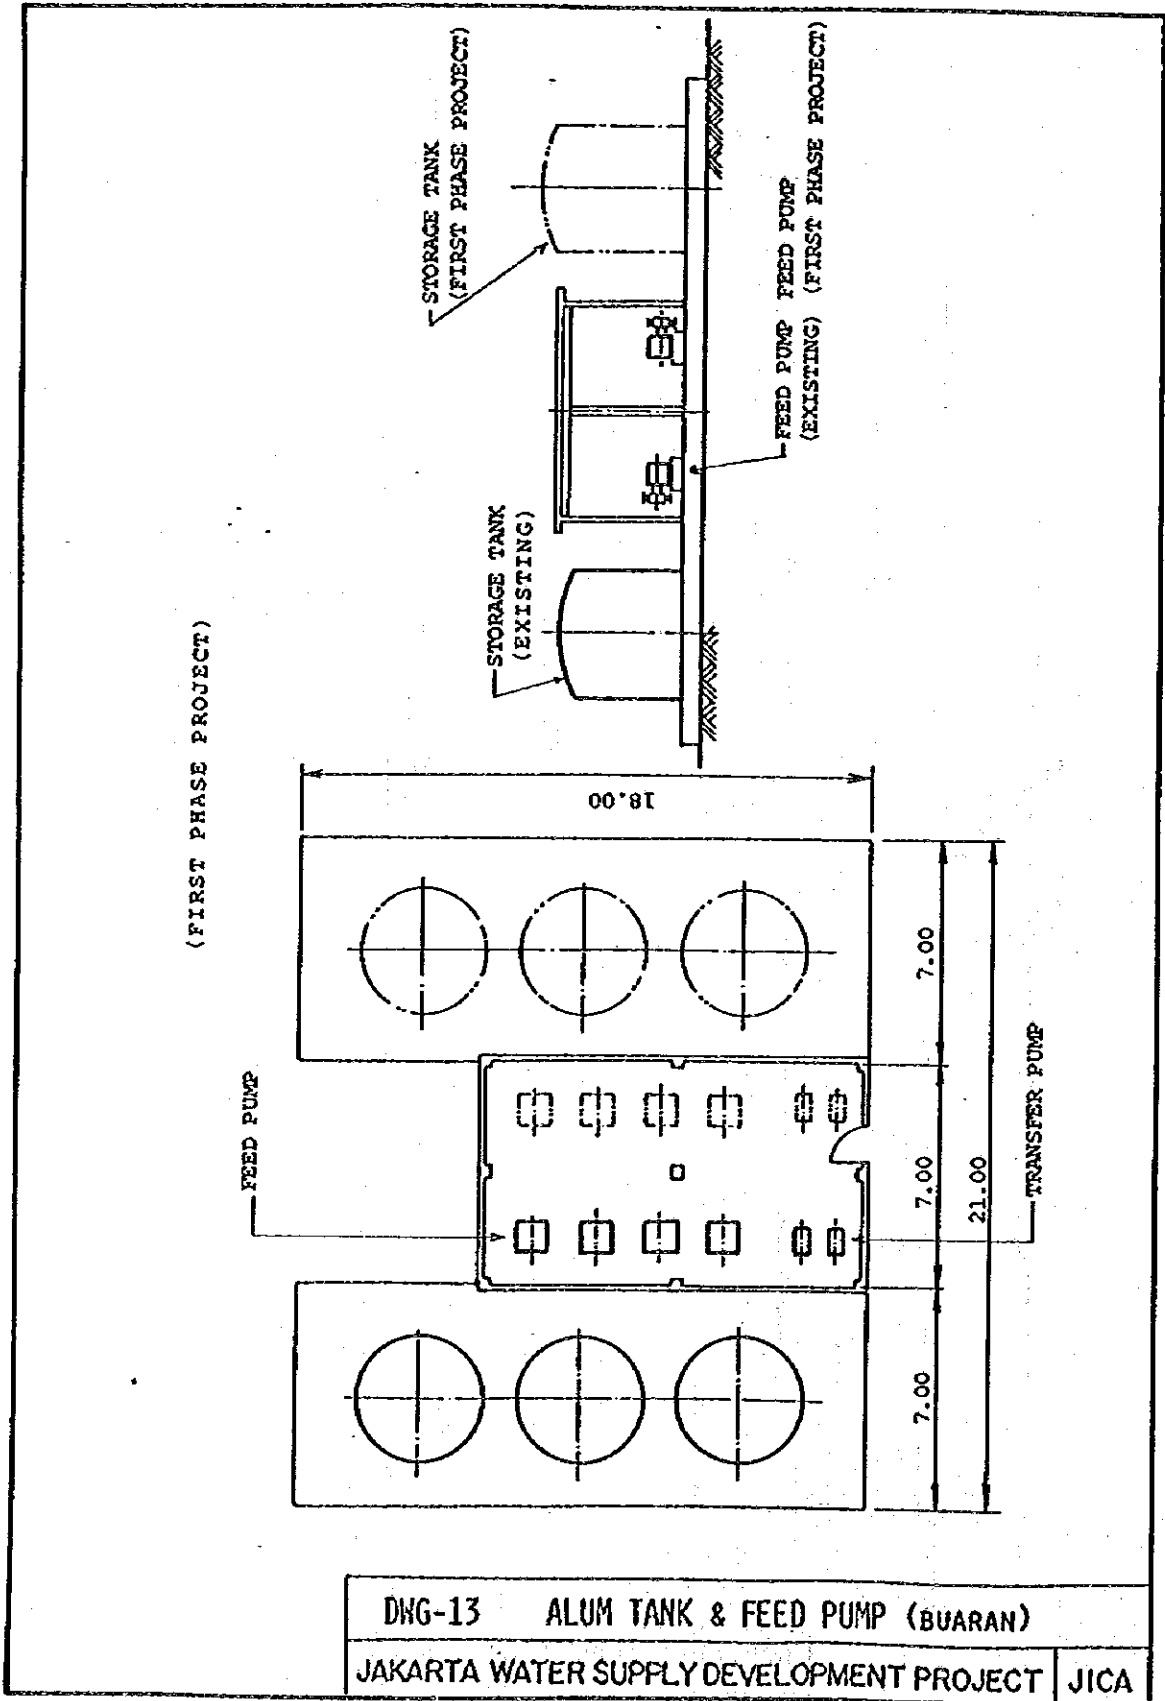 (FIRST PHASE PROJECT)
STORAGE TANK
(FIRST PHASE PROJECT)
STORAGE TANK
(EXISTING)
FEED PUMP FEED PUMP
(EXISTING) (FIRST PHASE PROJECT)
18.00
FEED PUMP
7.00
7.00
7.00
21.00
TRANSFER PUMP
DWG-13 ALUM TANK & FEED PUMP (BUARAN)
JAKARTA WATER SUPPLY DEVELOPMENT PROJECT JICA